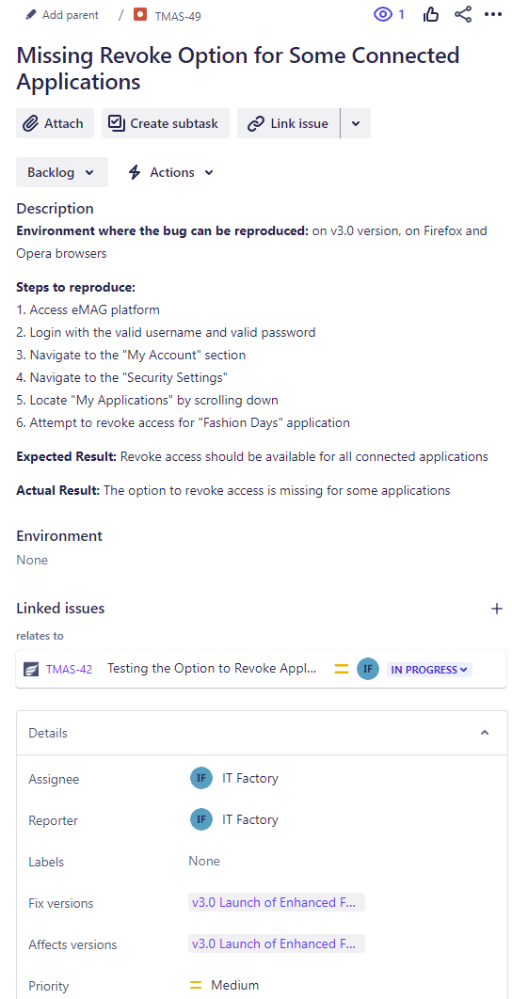 Add parent / TMAS-49 1
Missing Revoke Option for Some Connected
Applications
Attach Create subtask Link issue
Backlog Actions
Description
Environment where the bug can be reproduced: on v3.0 version, on Firefox and
Opera browsers
Steps to reproduce:
1. Access eMAG platform
2. Login with the valid username and valid password
3. Navigate to the "My Account" section
4. Navigate to the "Security Settings"
5. Locate "My Applications" by scrolling down
6. Attempt to revoke access for "Fashion Days" application
Expected Result: Revoke access should be available for all connected applications
Actual Result: The option to revoke access is missing for some applications
Environment
None
Linked issues
relates to
TMAS-42 Testing the Option to Revoke Appl... IF IN PROGRESS
Details
Assignee IF IT Factory
Reporter IF IT Factory
Labels None
Fix versions v3.0 Launch of Enhanced F...
Affects versions v3.0 Launch of Enhanced F...
Priority Medium